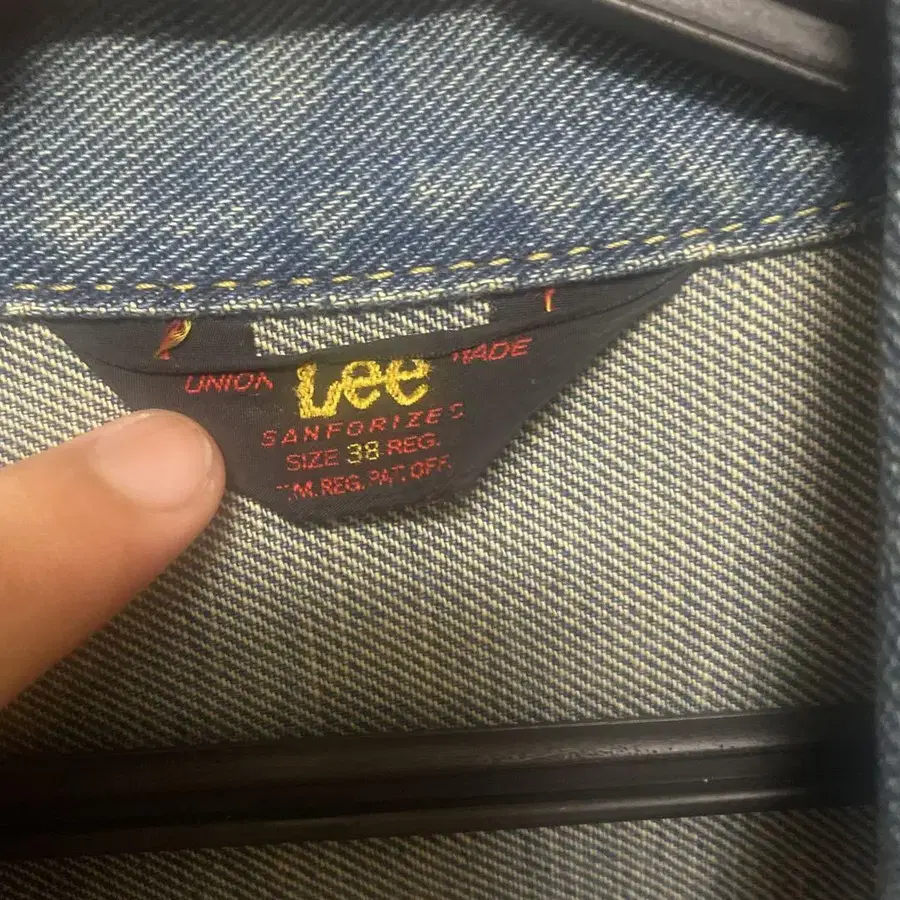 UNION Lee MADE
SANFORIZED
SIZE 38 REG.
T.M. REG. PAT. OFF.